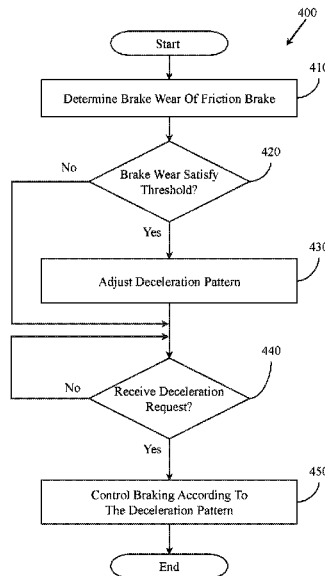 400
Start
410
Determine Brake Wear Of Friction Brake
420
No
Brake Wear Satisfy
Threshold?
Yes
430
Adjust Deceleration Pattern
440
No
Receive Deceleration
Request?
Yes
450
Control Braking According To
The Deceleration Pattern
End